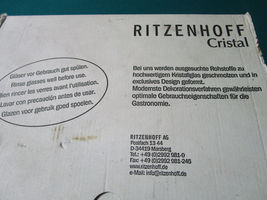 RITZENHOFF
Cristal
Gläser vor Gebrauch gut spülen.
Rinse glasses well before use.
Bien rincer les verres avant l'utilisation.
Lavar con precaución antes de usar.
Glazen voor gebruik goed spoelen.
Bei uns werden ausgesuchte Rohstoffe zu
hochwertigem Kristallglas geschmolzen und in
exclusives Design geformt.
Modernste Dekorationsverfahren gewährleisten
optimale Gebrauchseigenschaften für die
Gastronomie.
RITZENHOFF AG
Postfach 13 44
D-34419 Marsberg
Tel.: +49 (0)2992 981-0
Fax: +49 (0)2992 981-245
www.ritzenhoff.de
e-Mail: info@ritzenhoff.de